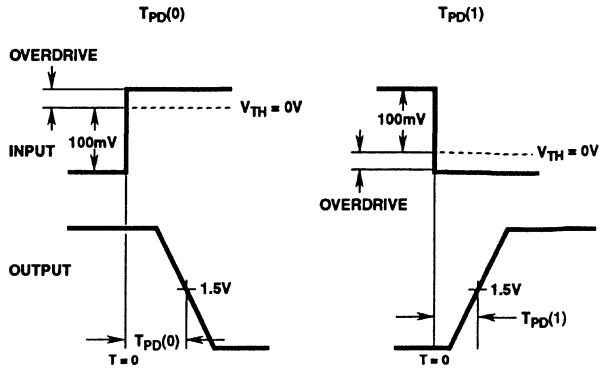 TPD(0)
TPD(1)
OVERDRIVE
VTH = 0V
100mV
INPUT
100mV
VTH = 0V
OVERDRIVE
OUTPUT
1.5V
1.5V
TPD(0)
TPD(1)
T = 0
T = 0